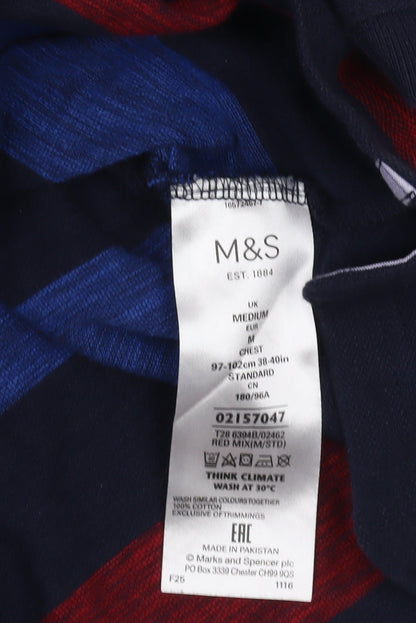 M&S
EST. 1884
UK
MEDIUM
EUR
M
CHEST
97-102cm 38-40in
STANDARD
CN
180/96A
02157047
T28 6394B/02462
RED MIX(M/STD)
THINK CLIMATE
WASH AT 30°C
WASH SIMILAR COLOURS TOGETHER
100% COTTON
EXCLUSIVE OF TRIMMINGS
EAC
MADE IN PAKISTAN
© Marks and Spencer plc
PO Box 3339 Chester CH99 9QS
F25 1116